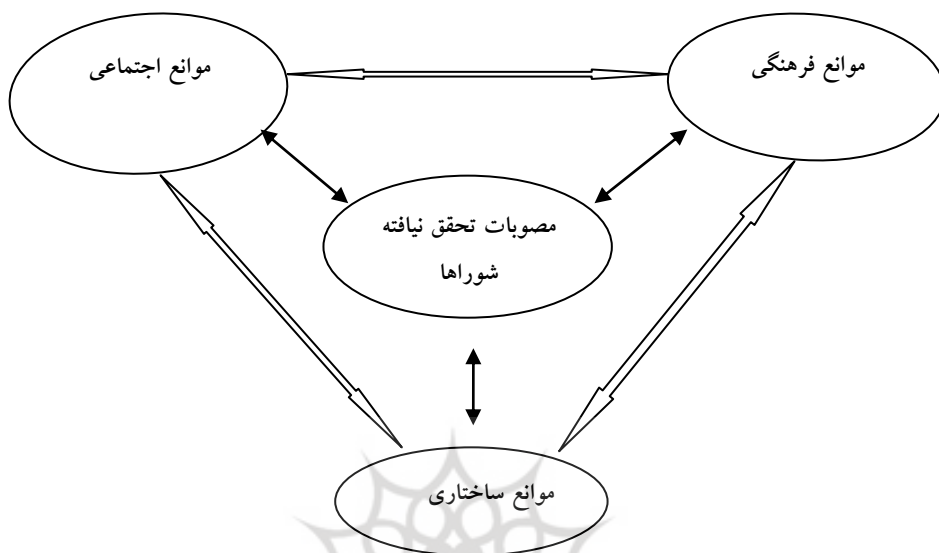 موانع فرهنگی
موانع اجتماعی
مصوبات تحقق نیافته
شوراها
موانع ساختاری